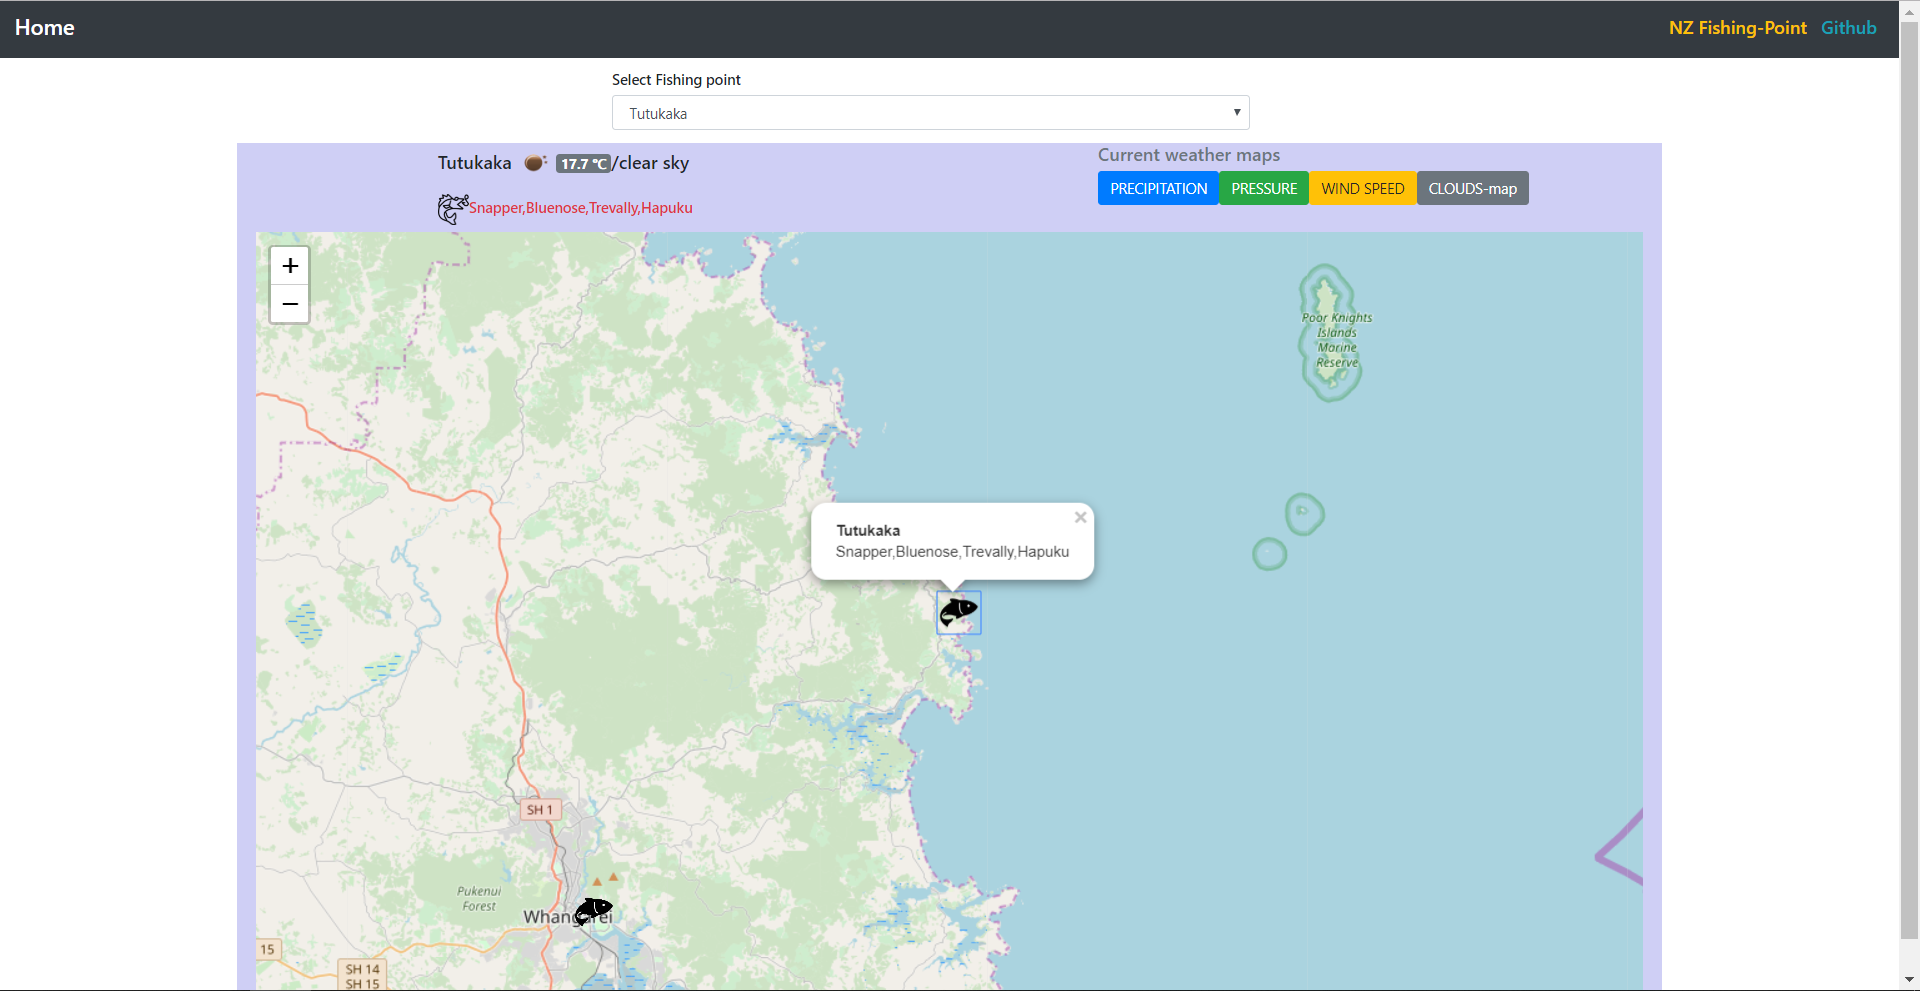 Home
NZ Fishing-Point Github
Select Fishing point
Tutukaka
Tutukaka 17.7 °C/clear sky
Snapper,Bluenose,Trevally,Hapuku
Current weather maps
PRECIPITATION PRESSURE WIND SPEED CLOUDS-map
+
−
Poor Knights
Islands
Marine
Reserve
Tutukaka
×
Snapper,Bluenose,Trevally,Hapuku
SH 1
Pukenui
Forest
Whangarei
15
SH 14
SH 15